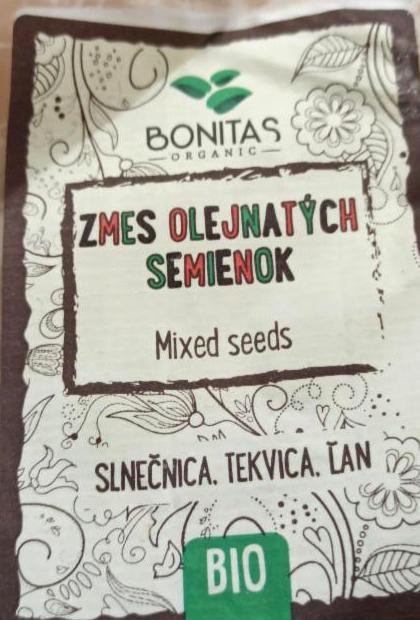 BONITAS
ORGANIC
ZMES OLEJNATÝCH
SEMIENOK
Mixed seeds
SLNEČNICA. TEKVICA. ĽAN
BIO